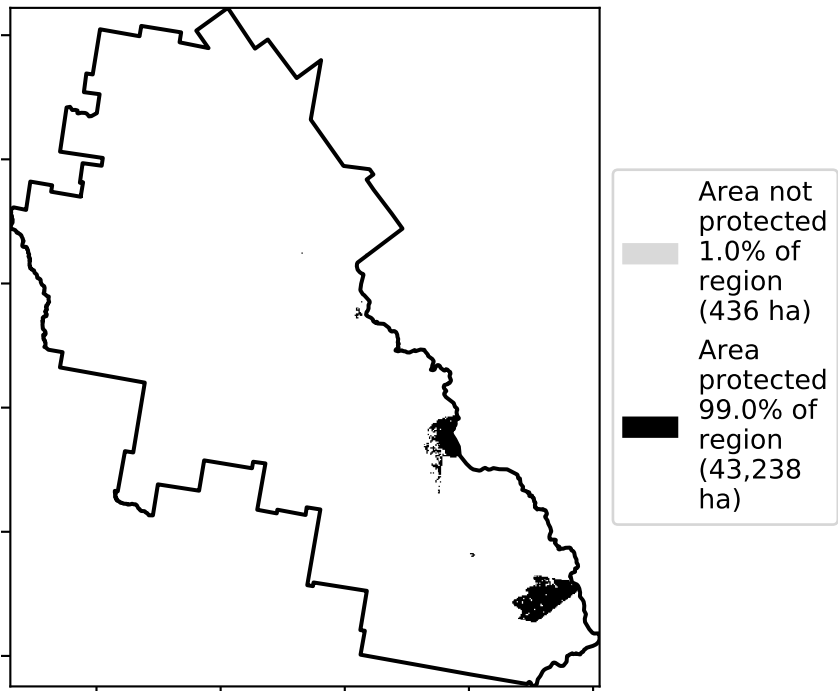 Area not
protected
1.0% of
region
(436 ha)
Area
protected
99.0% of
region
(43,238
ha)